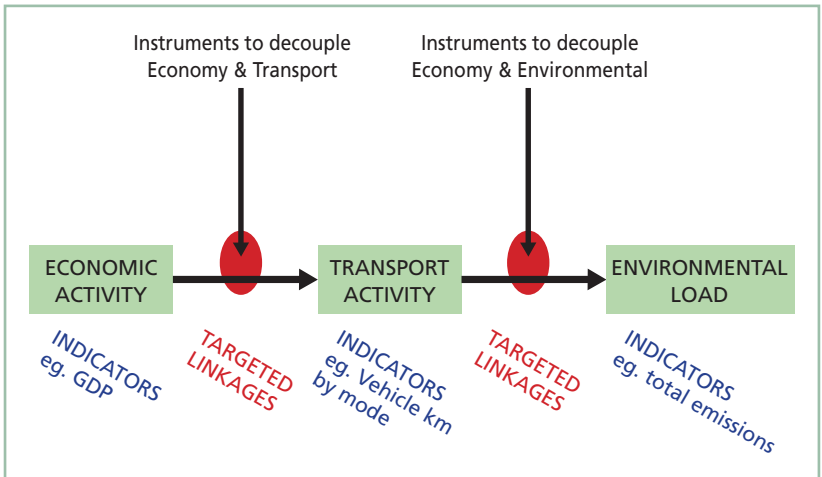 Instruments to decouple
Economy & Transport
Instruments to decouple
Economy & Environmental
ECONOMIC
ACTIVITY
TRANSPORT
ACTIVITY
ENVIRONMENTAL
LOAD
INDICATORS
eg. GDP
TARGETED
LINKAGES
INDICATORS
eg. Vehicle km
by mode
TARGETED
LINKAGES
INDICATORS
eg. total emissions